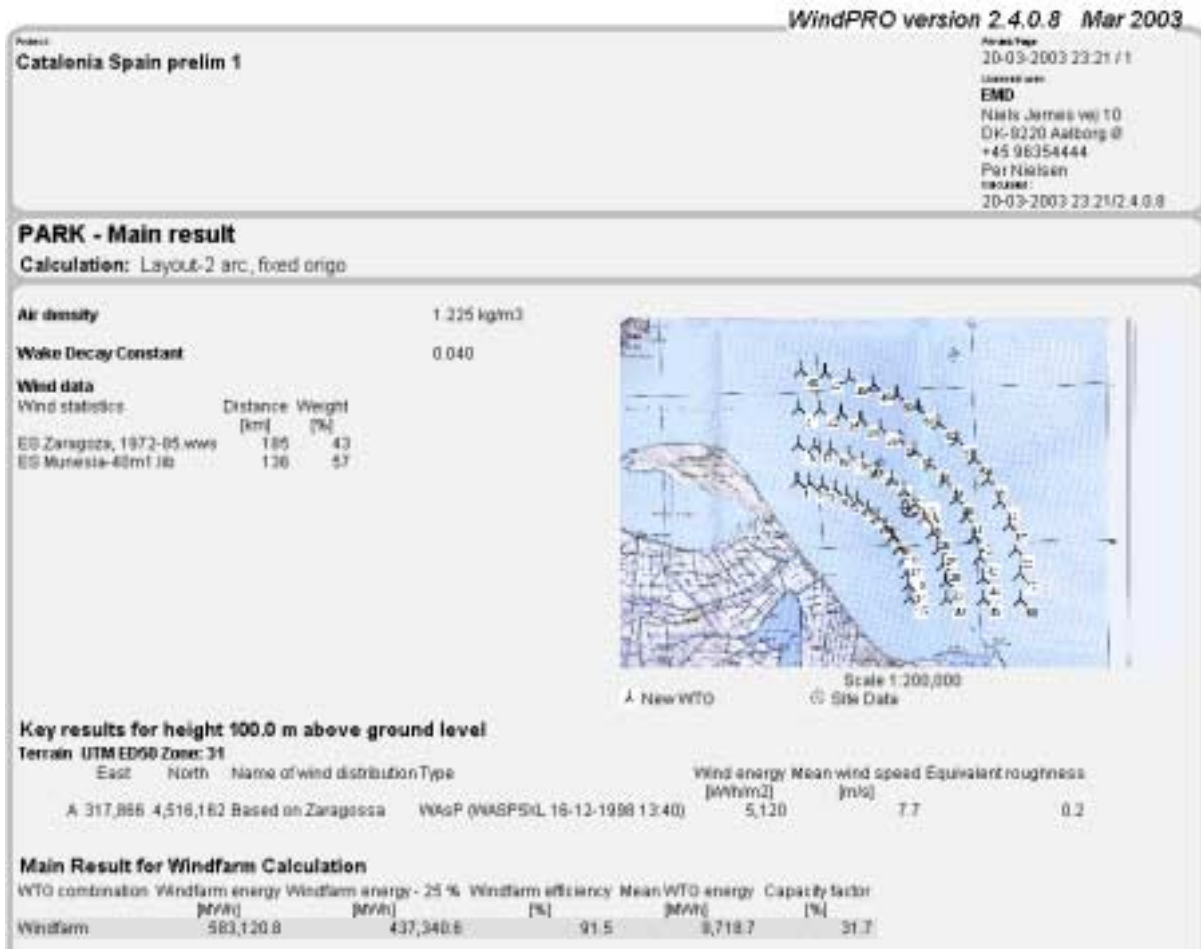 WindPRO version 2.4.0.8 Mar 2003
Project:
Catalonia Spain prelim 1
Printed/Page
20-03-2003 23:21 / 1
Licensed user:
EMD
Niels Jernes vej 10
DK-9220 Aalborg Ø
+45 96354444
Per Nielsen
Calculated:
20-03-2003 23:21/2.4.0.8
PARK - Main result
Calculation: Layout-2 arc, fixed origo
Air density 1.225 kg/m3
Wake Decay Constant 0.040
Wind data
Wind statistics Distance Weight
[km] [%]
ES Zaragoza, 1972-85.wws 185 43
ES 136 57
Scale 1:200,000
New WTG Site Data
Key results for height 100.0 m above ground level
Terrain UTM ED50 Zone: 31
East North Name of wind distribution Type Wind energy Mean wind speed Equivalent roughness
[kWh/m2] [m/s]
A 317,866 4,516,162 Based on Zaragossa WAsP (WASPSXL 16-12-1998 13:40) 5,120 7.7 0.2
Main Result for Windfarm Calculation
WTG combination Windfarm energy Windfarm energy - 25 % Windfarm efficiency Mean WTG energy Capacity factor
[MWh] [MWh] [%] [MWh] [%]
Windfarm 583,120.8 437,340.6 91.5 8,718.7 31.7